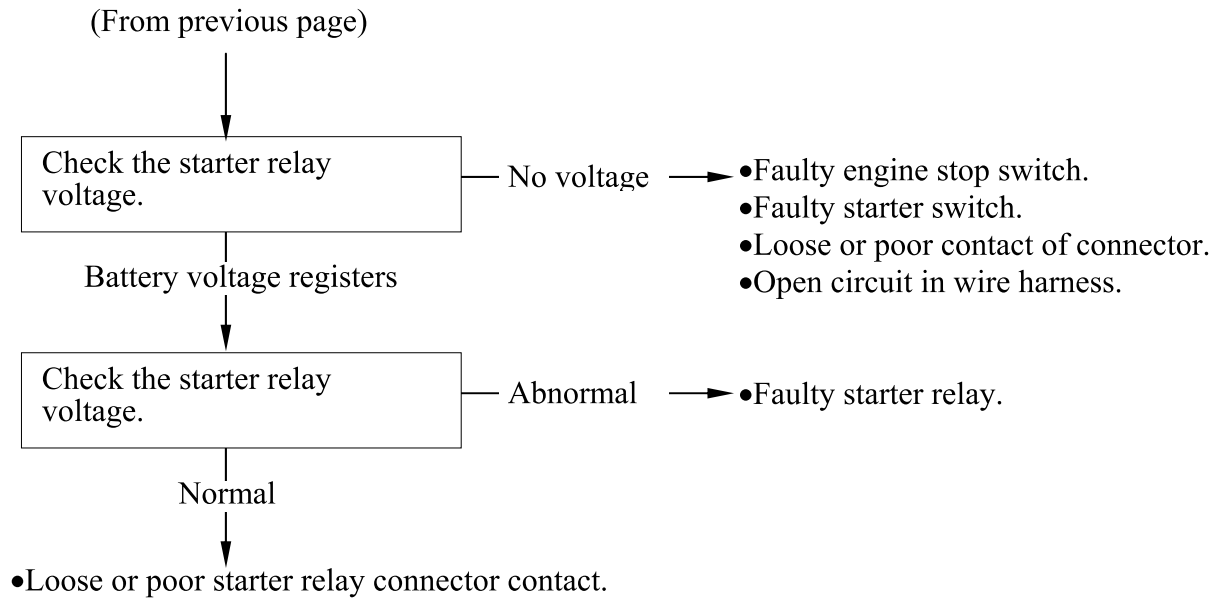 (From previous page)
Check the starter relay
voltage.
No voltage
•Faulty engine stop switch.
•Faulty starter switch.
•Loose or poor contact of connector.
•Open circuit in wire harness.
Battery voltage registers
Check the starter relay
voltage.
Abnormal
•Faulty starter relay.
Normal
•Loose or poor starter relay connector contact.